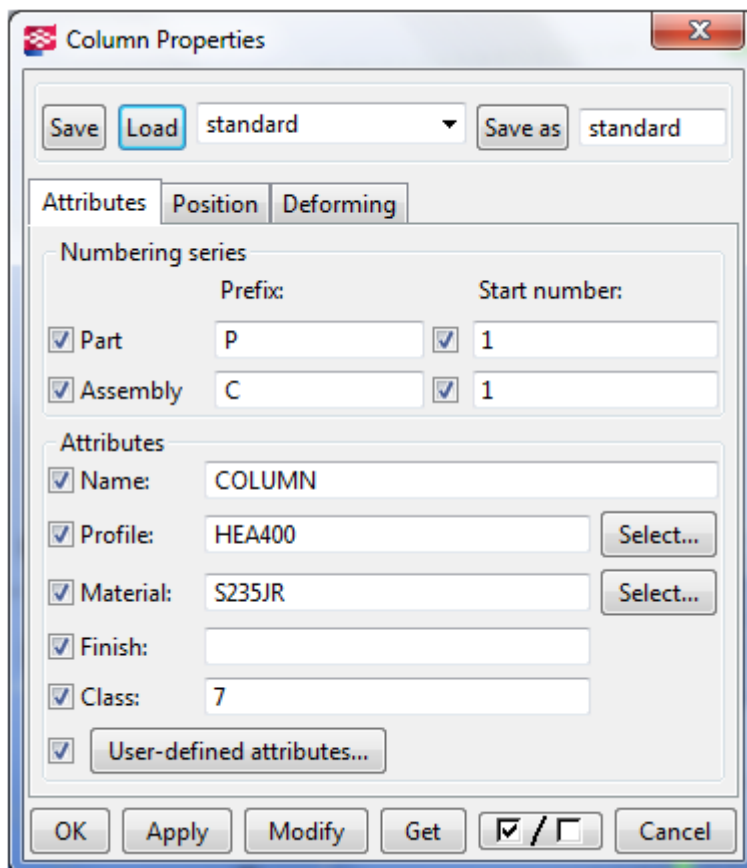 Column Properties
Save Load standard Save as standard
Attributes Position Deforming
Numbering series
Prefix: Start number:
Part P 1
Assembly C 1
Attributes
Name: COLUMN
Profile: HEA400 Select...
Material: S235JR Select...
Finish:
Class: 7
User-defined attributes...
OK Apply Modify Get / Cancel